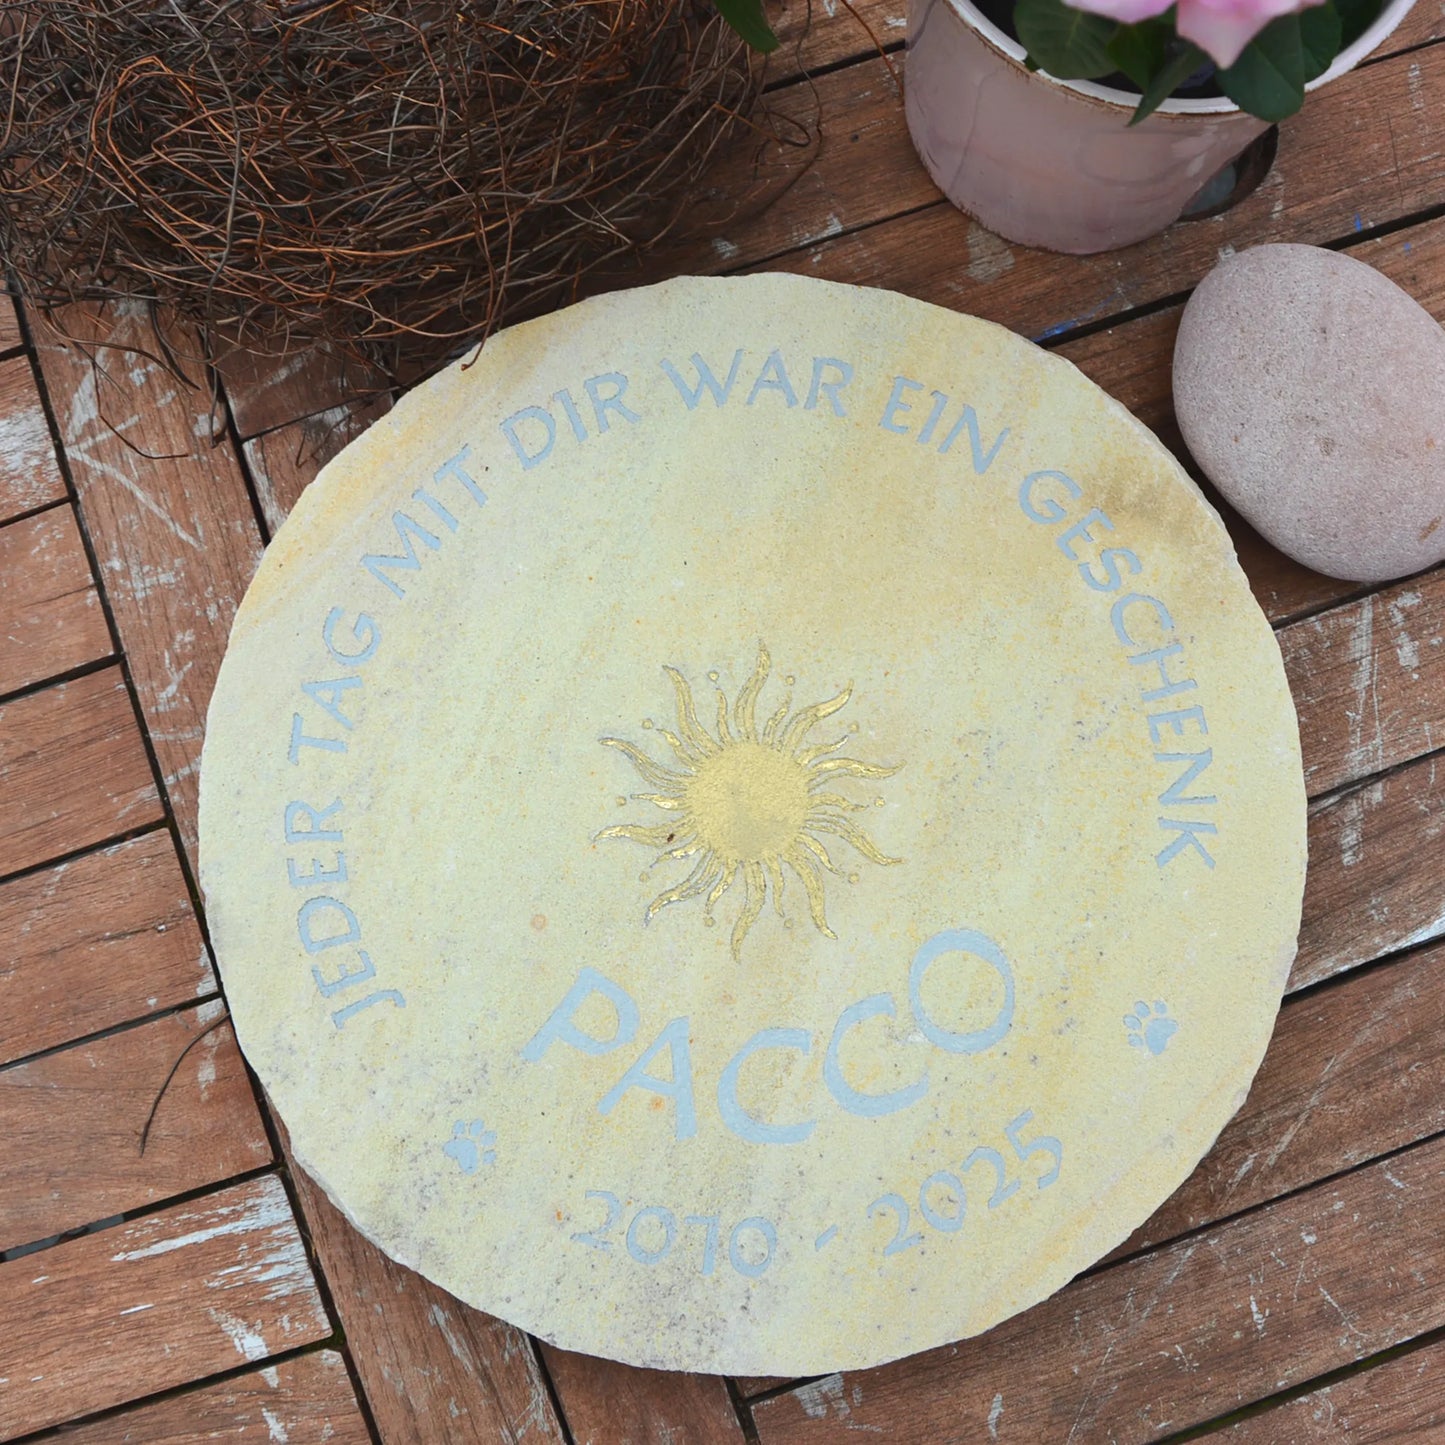 JEDER TAG MIT DIR WAR EIN GESCHENK
PACCO
2010 - 2025